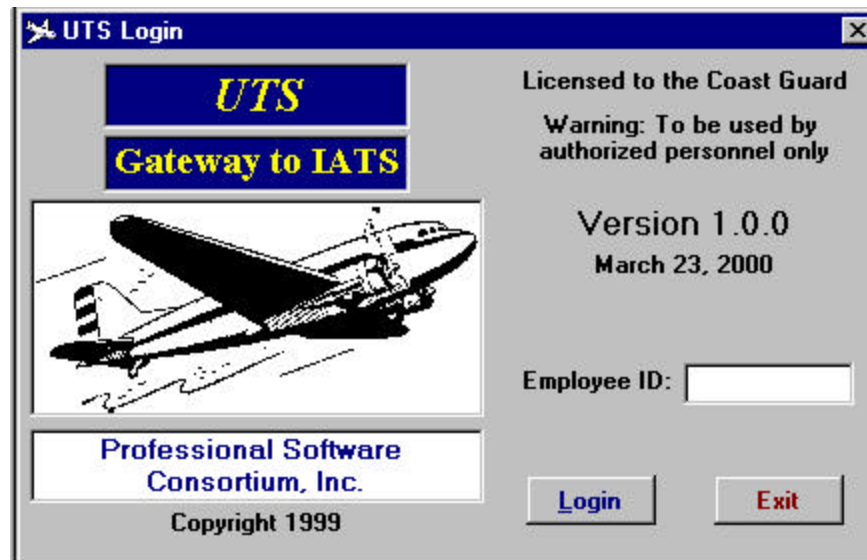 UTS Login
UTS
Gateway to IATS
Professional Software
Consortium, Inc.
Copyright 1999
Licensed to the Coast Guard
Warning: To be used by
authorized personnel only
Version 1.0.0
March 23, 2000
Employee ID:
Login
Exit